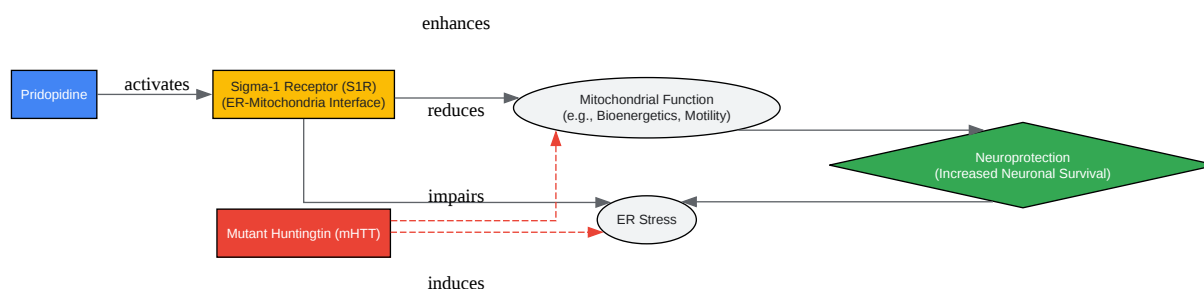 enhances
Pridopidine
activates
Sigma-1 Receptor (S1R)
(ER-Mitochondria Interface)
reduces
Mitochondrial Function
(e.g., Bioenergetics, Motility)
Neuroprotection
(Increased Neuronal Survival)
impairs
Mutant Huntingtin (mHTT)
ER Stress
induces